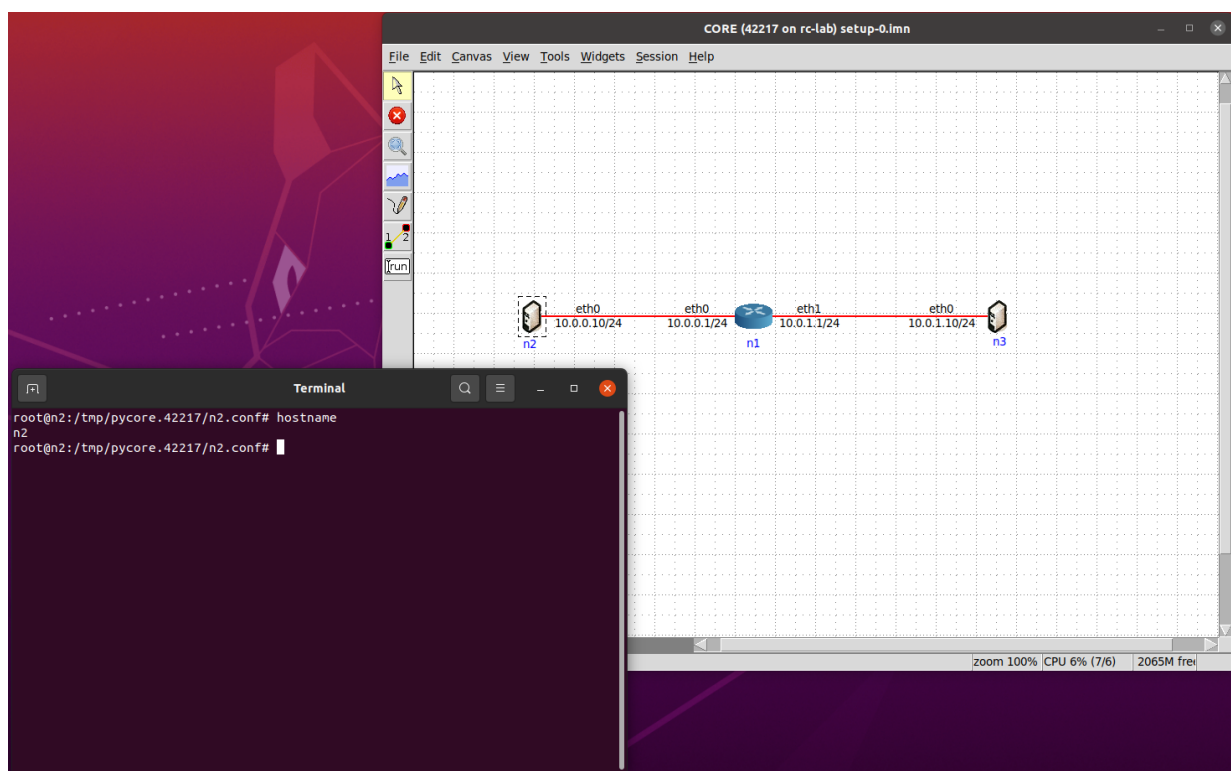 CORE (42217 on rc-lab) setup-0.imn
File Edit Canvas View Tools Widgets Session Help
1 2
run
eth0 eth0 eth1 eth0
10.0.0.10/24 10.0.0.1/24 10.0.1.1/24 10.0.1.10/24
n2 n1 n3
Terminal
root@n2:/tmp/pycore.42217/n2.conf# hostname
n2
root@n2:/tmp/pycore.42217/n2.conf#
zoom 100% CPU 6% (7/6) 2065M